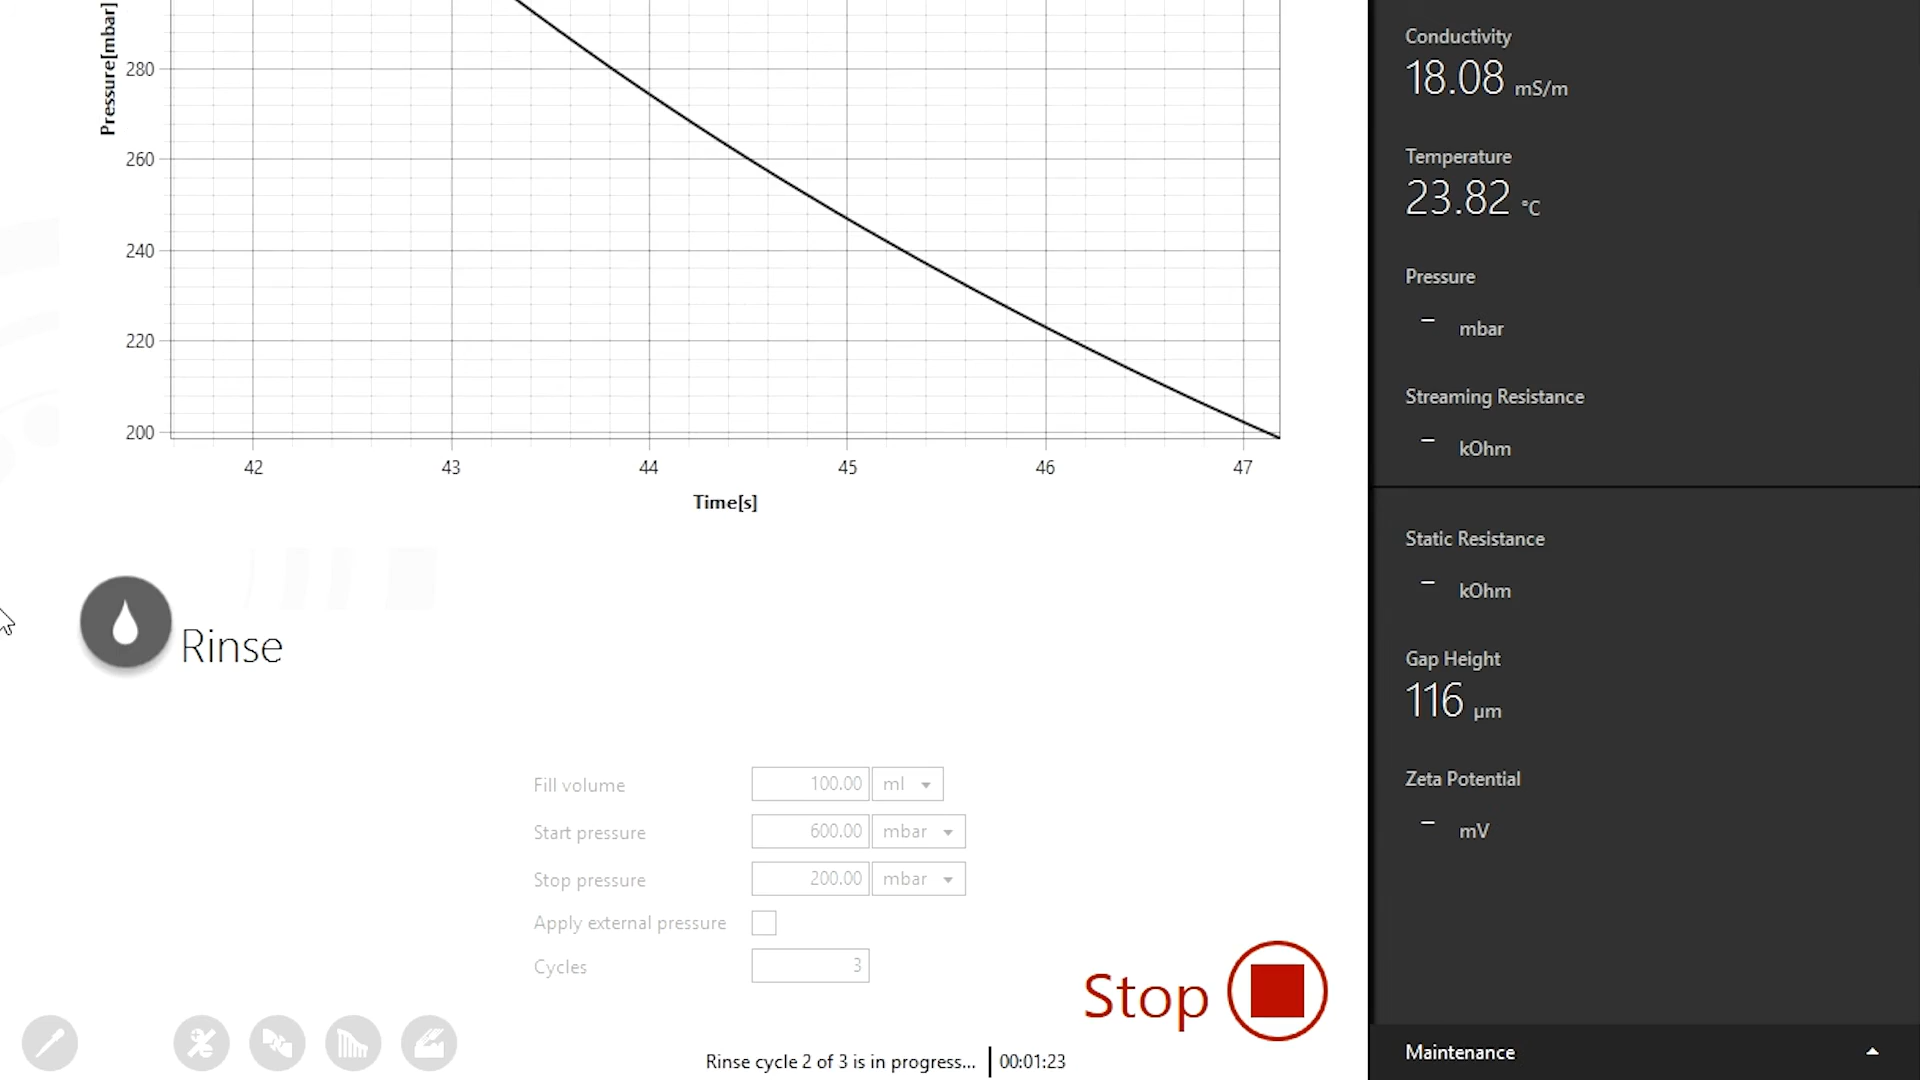 Pressure[mbar]
280
260
240
220
200
42 43 44 45 46 47
Time[s]
Rinse
Fill volume 100.00 ml
Start pressure 600.00 mbar
Stop pressure 200.00 mbar
Apply external pressure
Cycles 3
Stop
Rinse cycle 2 of 3 is in progress... 00:01:23
Conductivity
18.08 mS/m
Temperature
23.82 °C
Pressure
– mbar
Streaming Resistance
– kOhm
Static Resistance
– kOhm
Gap Height
116 µm
Zeta Potential
– mV
Maintenance